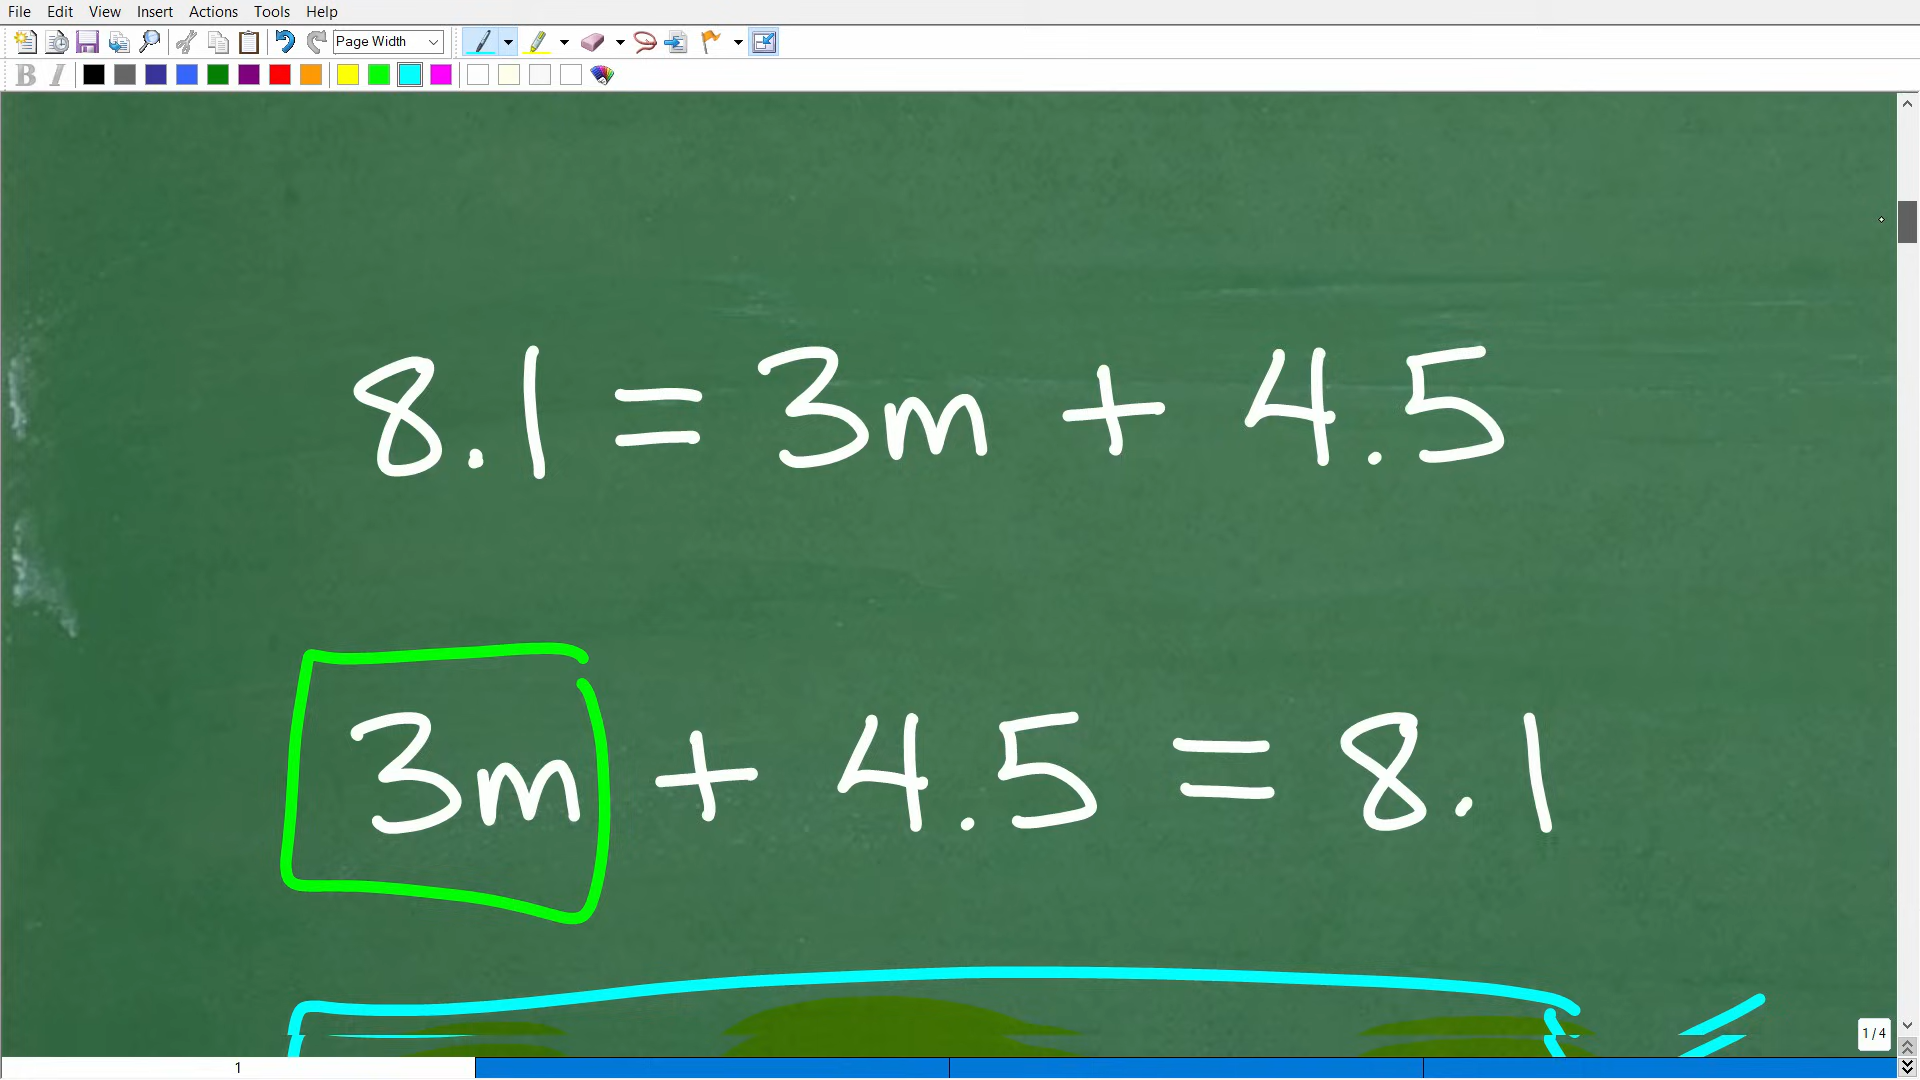 File Edit View Insert Actions Tools Help
Page Width
B I
8.1 = 3m + 4.5
3m + 4.5 = 8.1
1 / 4
1